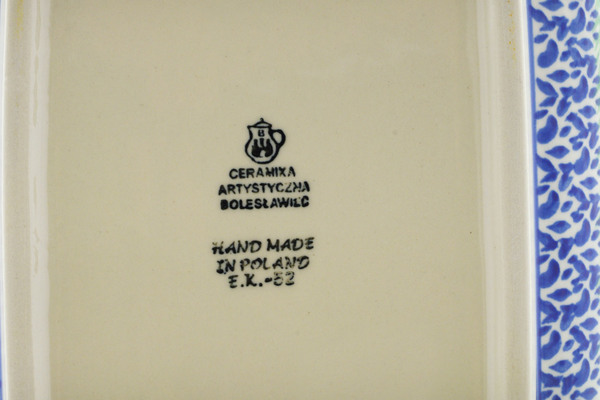 CERAMIKA
ARTYSTYCZNA
BOLESŁAWIEC
HAND MADE
IN POLAND
E.K.-52